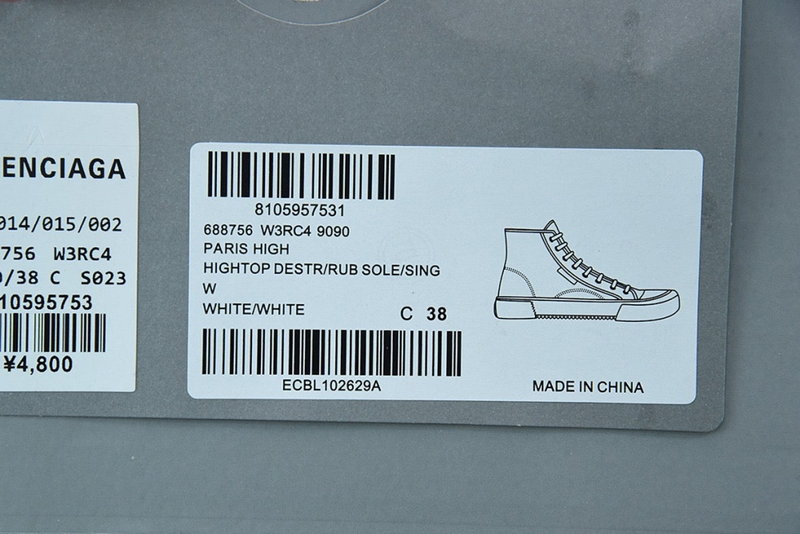 ENCIAGA
014/015/002
756 W3RC4
/38 C S023
10595753
¥4,800
8105957531
688756 W3RC4 9090
PARIS HIGH
HIGHTOP DESTR/RUB SOLE/SING
W
WHITE/WHITE
C 38
ECBL102629A
MADE IN CHINA